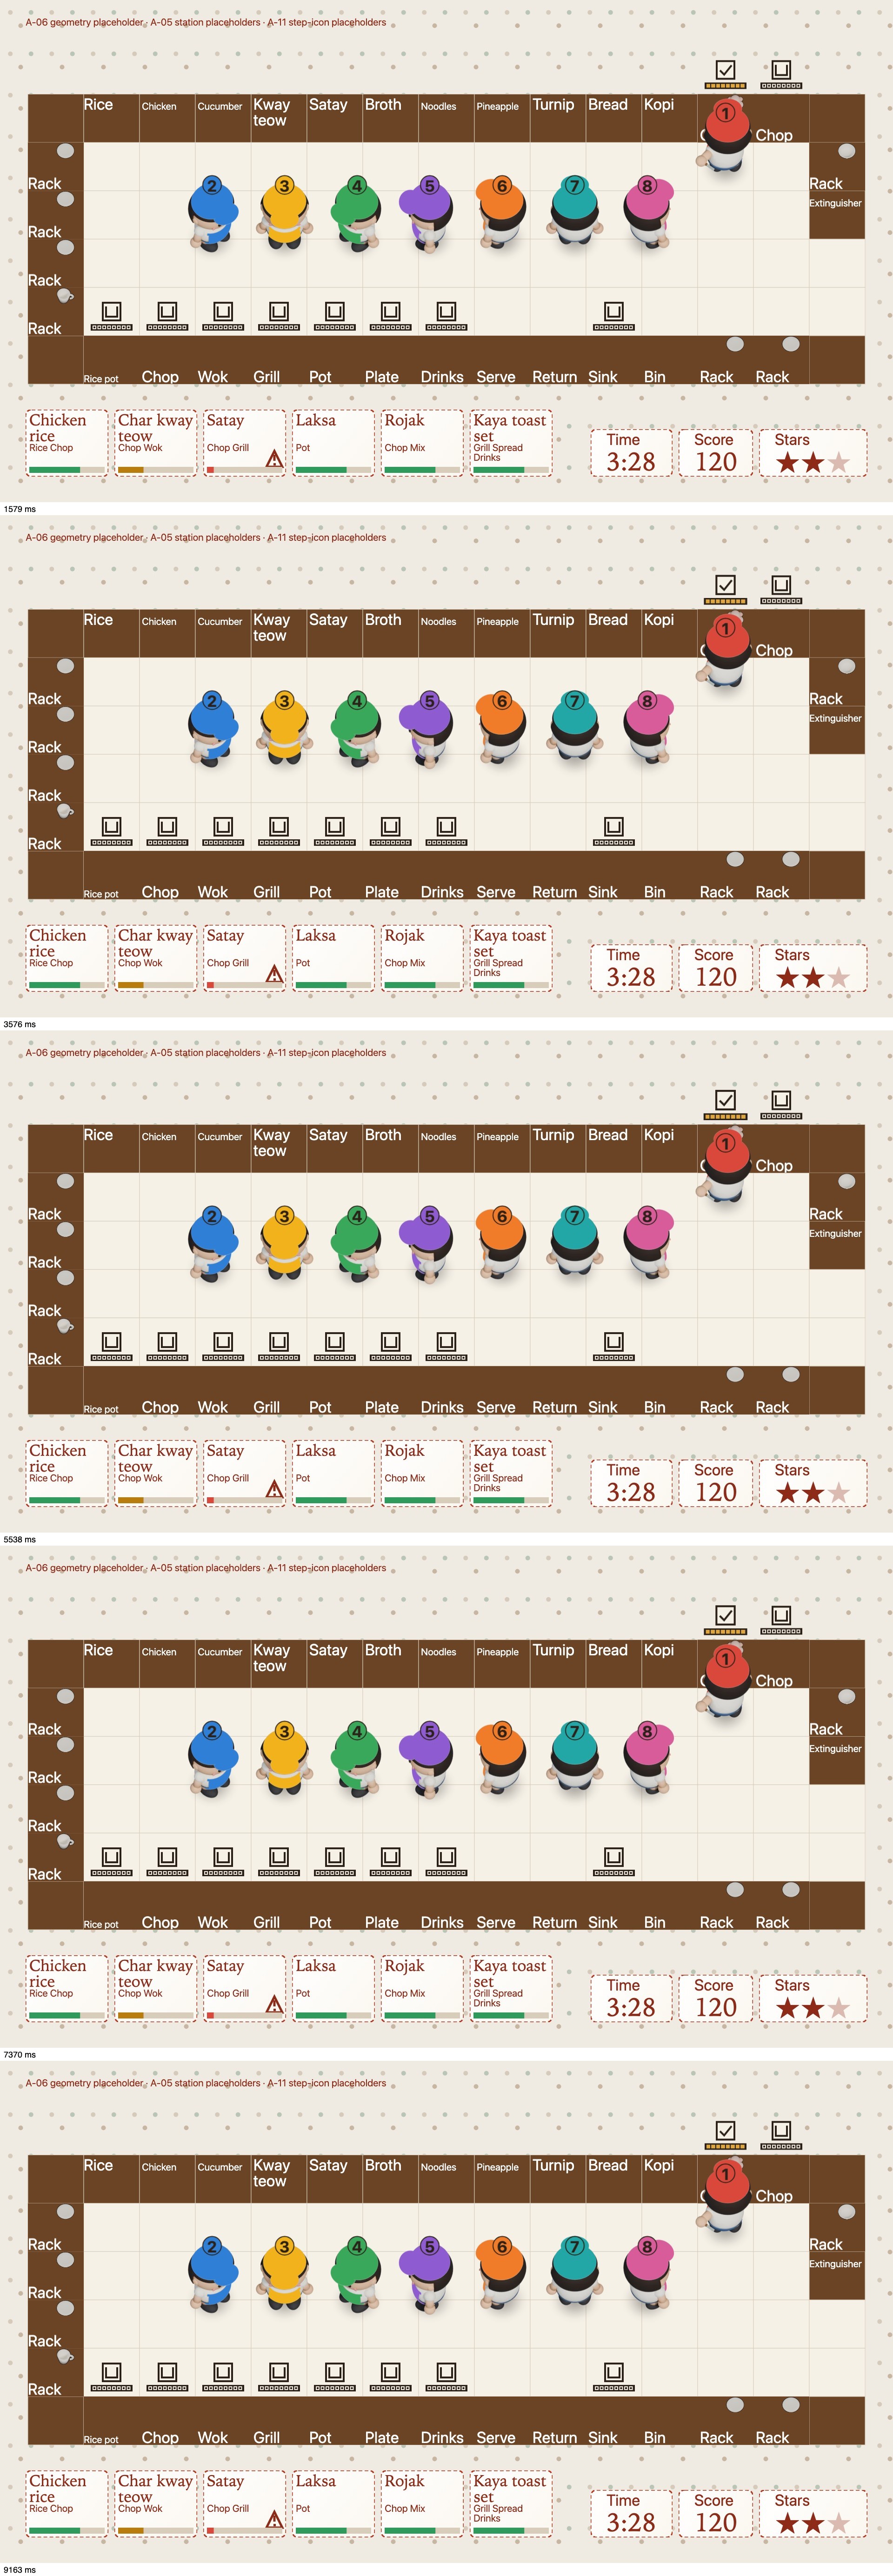 A-06 geometry placeholder · A-05 station placeholders · A-11 step-icon placeholders
Rice Chicken Cucumber Kway teow Satay Broth Noodles Pineapple Turnip Bread Kopi Chop
1
Rack Rack
2 3 4 5 6 7 8
Extinguisher
Rack
Rack
Rack
Rice pot Chop Wok Grill Pot Plate Drinks Serve Return Sink Bin Rack Rack
Chicken rice
Rice Chop
Char kway teow
Chop Wok
Satay
Chop Grill
Laksa
Pot
Rojak
Chop Mix
Kaya toast set
Grill Spread
Drinks
Time
3:28
Score
120
Stars
1579 ms
A-06 geometry placeholder · A-05 station placeholders · A-11 step-icon placeholders
Rice Chicken Cucumber Kway teow Satay Broth Noodles Pineapple Turnip Bread Kopi Chop
1
Rack Rack
2 3 4 5 6 7 8
Extinguisher
Rack
Rack
Rack
Rice pot Chop Wok Grill Pot Plate Drinks Serve Return Sink Bin Rack Rack
Chicken rice
Rice Chop
Char kway teow
Chop Wok
Satay
Chop Grill
Laksa
Pot
Rojak
Chop Mix
Kaya toast set
Grill Spread
Drinks
Time
3:28
Score
120
Stars
3576 ms
A-06 geometry placeholder · A-05 station placeholders · A-11 step-icon placeholders
Rice Chicken Cucumber Kway teow Satay Broth Noodles Pineapple Turnip Bread Kopi Chop
1
Rack Rack
2 3 4 5 6 7 8
Extinguisher
Rack
Rack
Rack
Rice pot Chop Wok Grill Pot Plate Drinks Serve Return Sink Bin Rack Rack
Chicken rice
Rice Chop
Char kway teow
Chop Wok
Satay
Chop Grill
Laksa
Pot
Rojak
Chop Mix
Kaya toast set
Grill Spread
Drinks
Time
3:28
Score
120
Stars
5538 ms
A-06 geometry placeholder · A-05 station placeholders · A-11 step-icon placeholders
Rice Chicken Cucumber Kway teow Satay Broth Noodles Pineapple Turnip Bread Kopi Chop
1
Rack Rack
2 3 4 5 6 7 8
Extinguisher
Rack
Rack
Rack
Rice pot Chop Wok Grill Pot Plate Drinks Serve Return Sink Bin Rack Rack
Chicken rice
Rice Chop
Char kway teow
Chop Wok
Satay
Chop Grill
Laksa
Pot
Rojak
Chop Mix
Kaya toast set
Grill Spread
Drinks
Time
3:28
Score
120
Stars
7370 ms
A-06 geometry placeholder · A-05 station placeholders · A-11 step-icon placeholders
Rice Chicken Cucumber Kway teow Satay Broth Noodles Pineapple Turnip Bread Kopi Chop
1
Rack Rack
2 3 4 5 6 7 8
Extinguisher
Rack
Rack
Rack
Rice pot Chop Wok Grill Pot Plate Drinks Serve Return Sink Bin Rack Rack
Chicken rice
Rice Chop
Char kway teow
Chop Wok
Satay
Chop Grill
Laksa
Pot
Rojak
Chop Mix
Kaya toast set
Grill Spread
Drinks
Time
3:28
Score
120
Stars
9163 ms